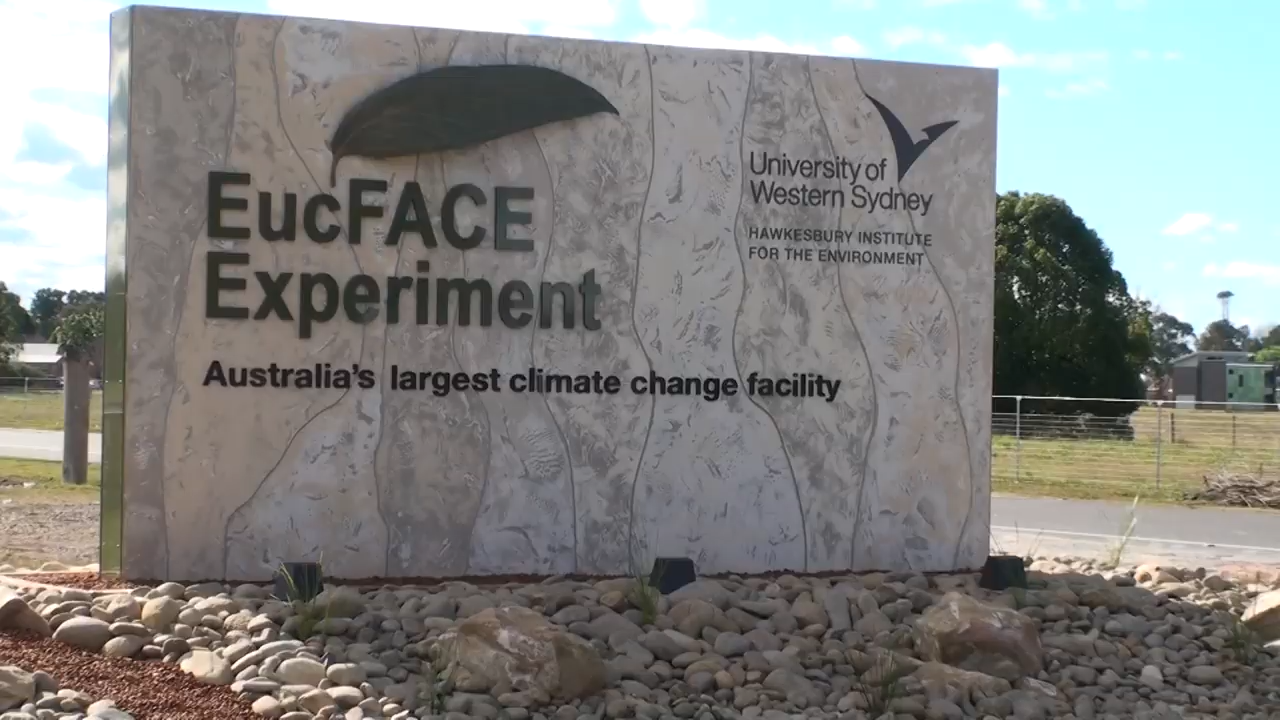 EucFACE
Experiment
Australia's largest climate change facility
University of
Western Sydney
HAWKESBURY INSTITUTE
FOR THE ENVIRONMENT